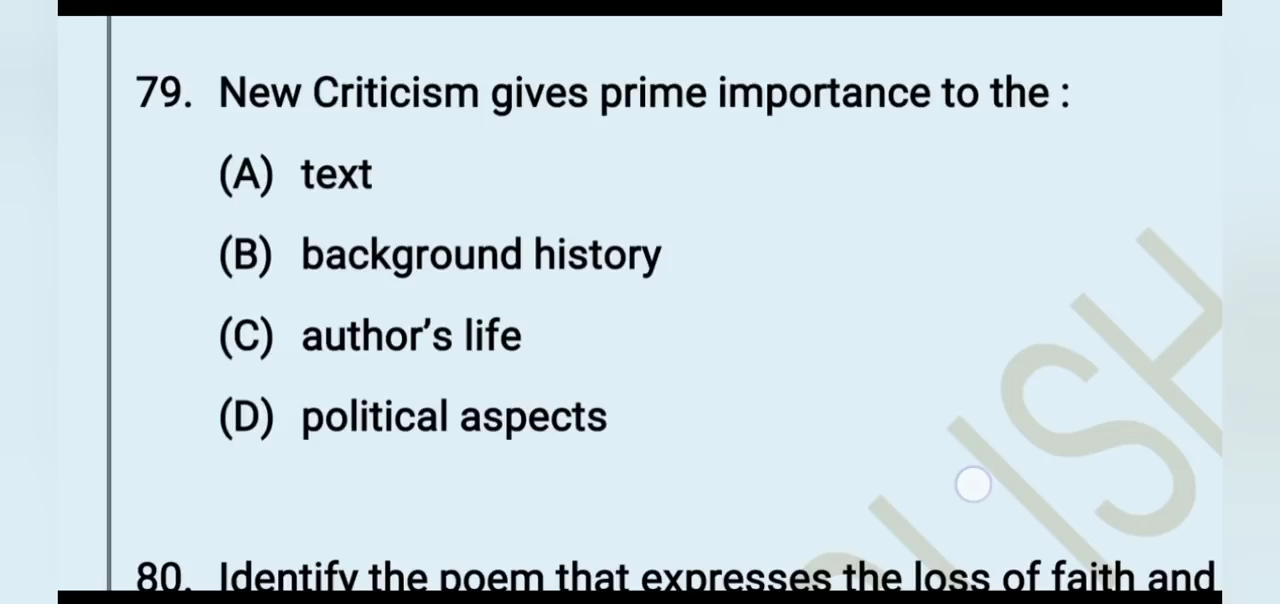 79. New Criticism gives prime importance to the :
(A) text
(B) background history
(C) author's life
(D) political aspects
80. Identify the poem that expresses the loss of faith and